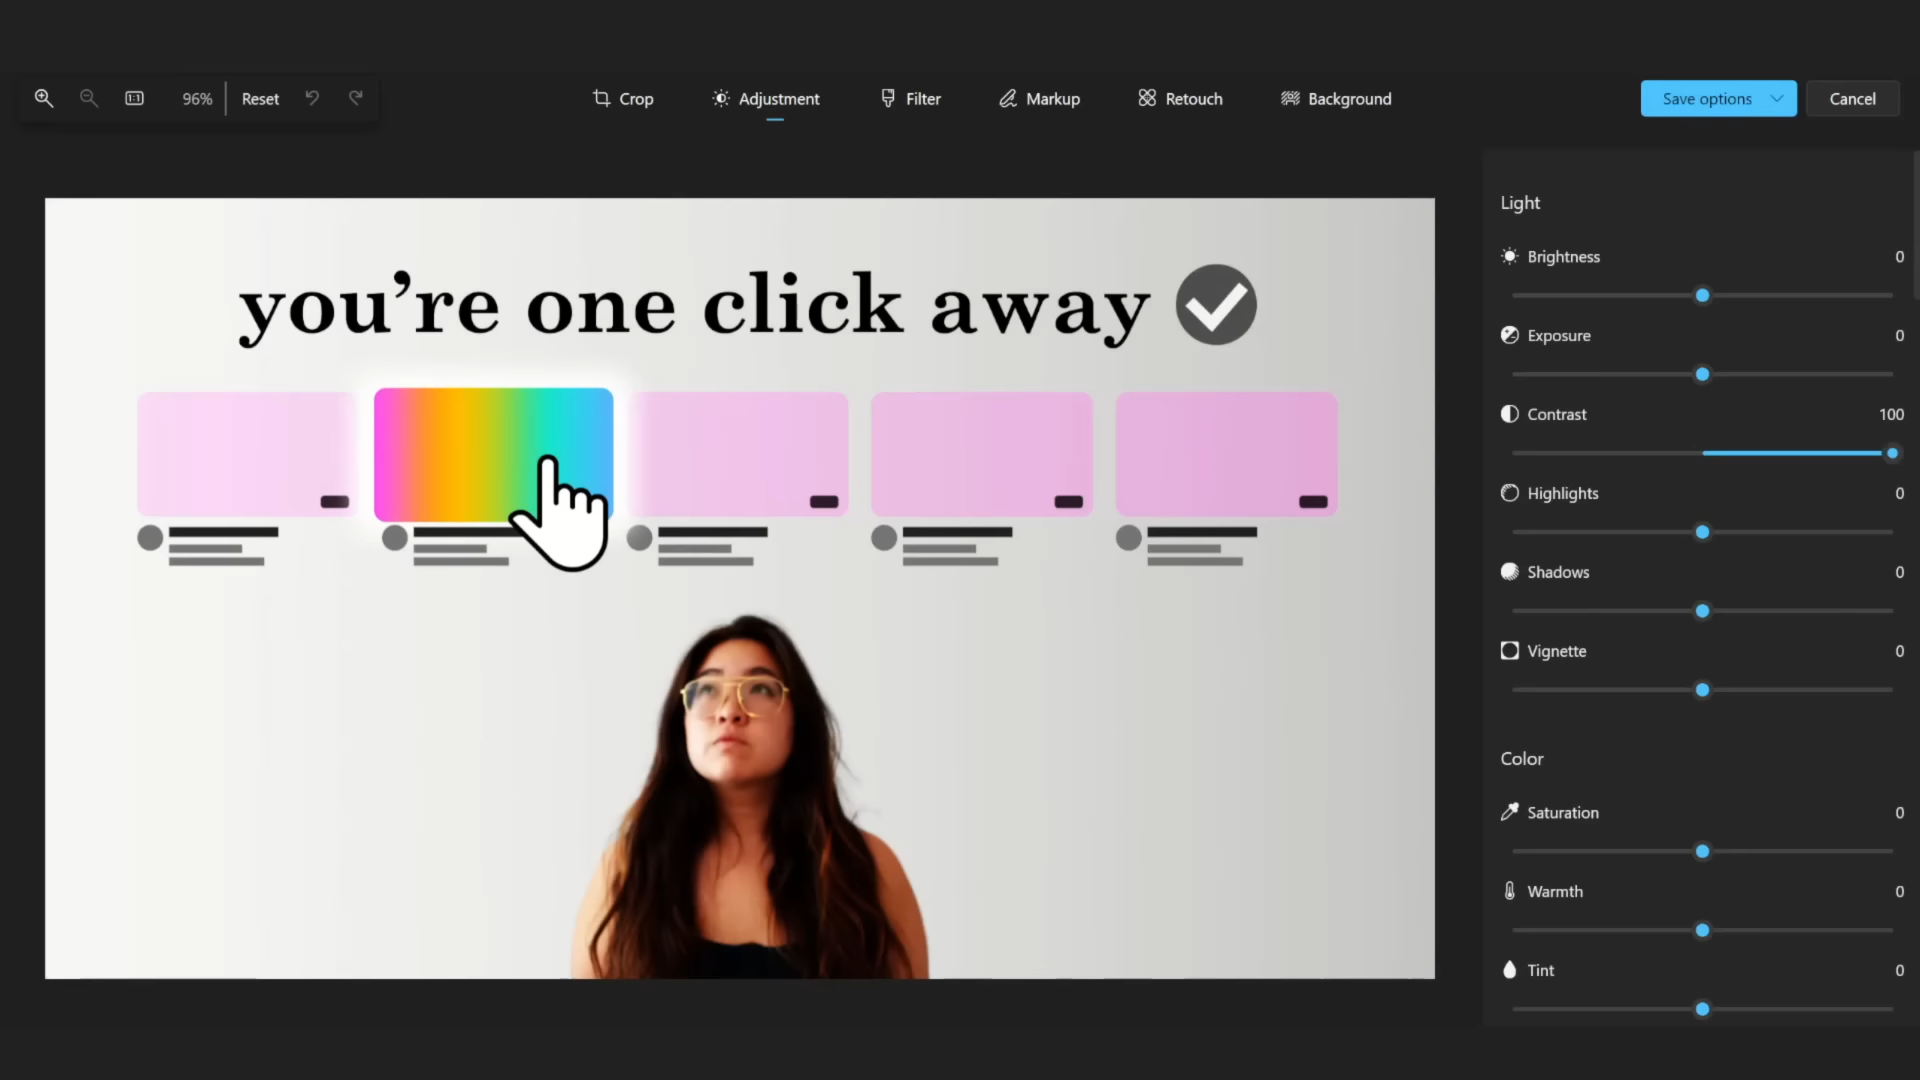 96% Reset Crop Adjustment Filter Markup Retouch Background Save options Cancel
you're one click away
Light
Brightness 0
Exposure 0
Contrast 100
Highlights 0
Shadows 0
Vignette 0
Color
Saturation 0
Warmth 0
Tint 0